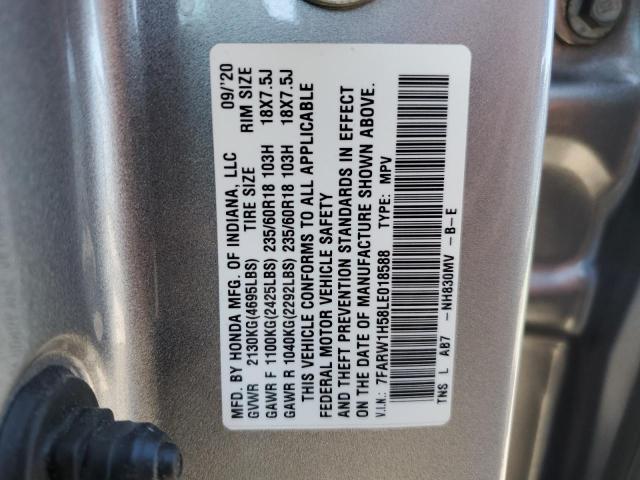 MFD. BY HONDA MFG. OF INDIANA, LLC 09/'20
GVWR 2130KG(4695LBS) TIRE SIZE RIM SIZE
GAWR F 1100KG(2425LBS) 235/60R18 103H 18X7.5J
GAWR R 1040KG(2292LBS) 235/60R18 103H 18X7.5J
THIS VEHICLE CONFORMS TO ALL APPLICABLE
FEDERAL MOTOR VEHICLE SAFETY
AND THEFT PREVENTION STANDARDS IN EFFECT
ON THE DATE OF MANUFACTURE SHOWN ABOVE.
V.I.N.: 7FARW1H58LE018588 TYPE: MPV
TNS L AB7 -NH830MV -B-E